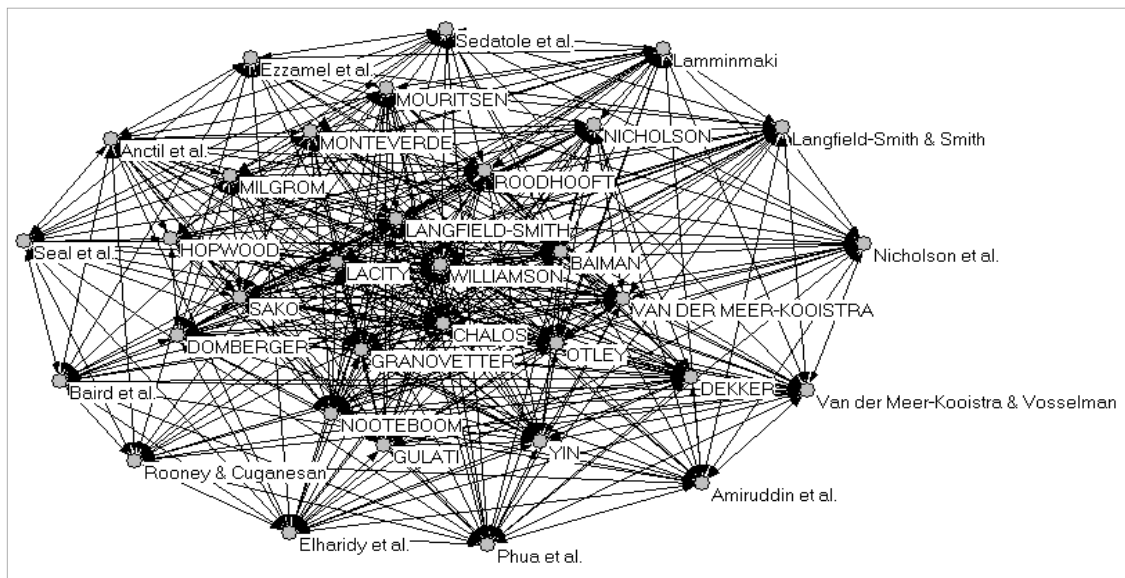 Sedatole et al.
Lamminmaki
Ezzamel et al.
MOURITSEN
NICHOLSON
Langfield-Smith & Smith
MONTEVERDE
Anctil et al.
ROODHOOFT
MILGROM
LANGFIELD-SMITH
HOPWOOD
Seal et al.
Nicholson et al.
BAIMAN
LACITY
WILLIAMSON
SAKO
VAN DER MEER-KOOISTRA
CHALOS
DOMBERGER
GRANOVETTER
OTLEY
Baird et al.
DEKKER
Van der Meer-Kooistra & Vosselman
NOOTEBOOM
GULATI
YIN
Rooney & Cuganesan
Amiruddin et al.
Elharidy et al.
Phua et al.